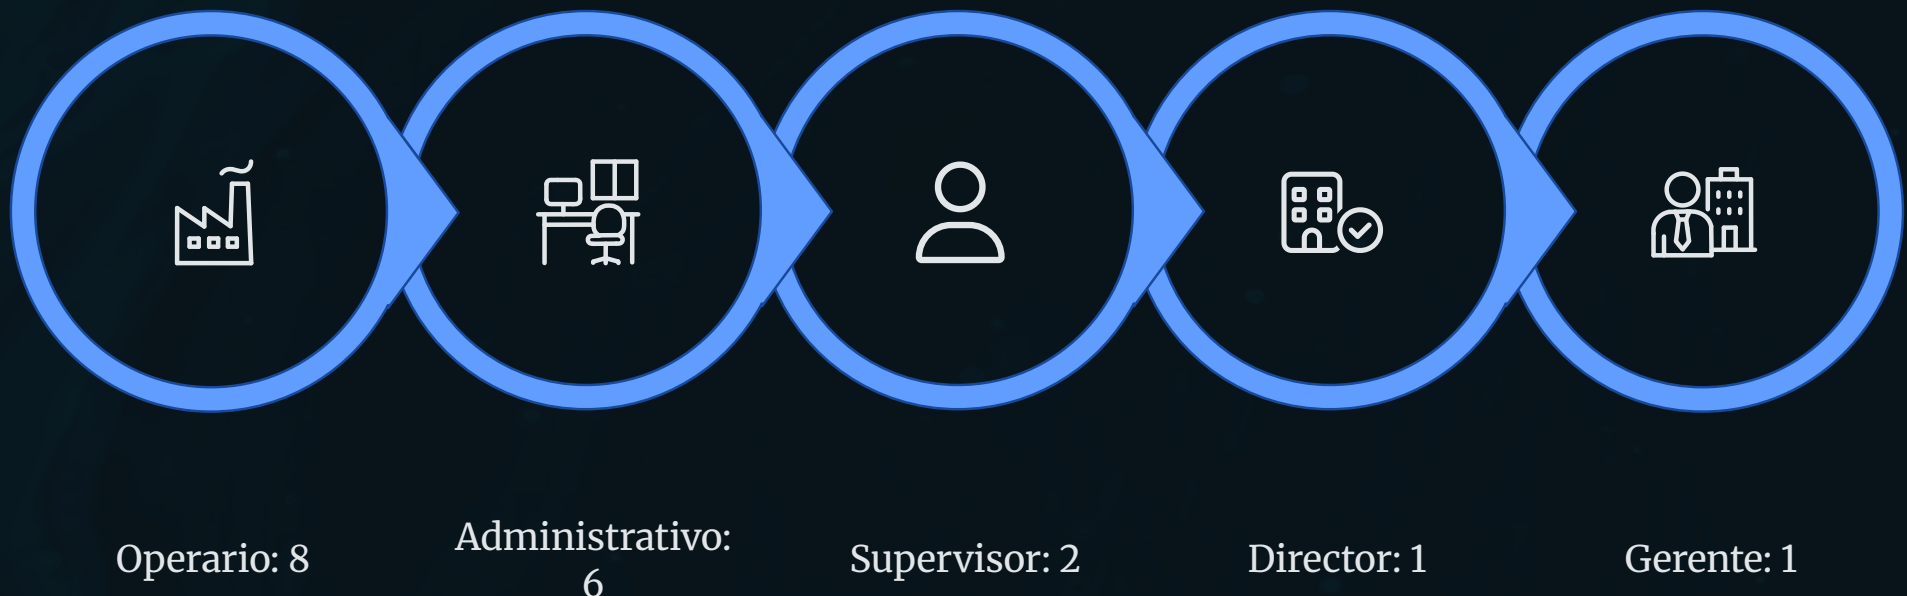 Operario: 8
Administrativo:
6
Supervisor: 2
Director: 1
Gerente: 1